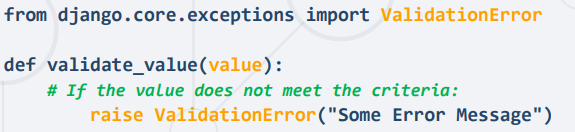 from django.core.exceptions import ValidationError
def validate_value(value):
# If the value does not meet the criteria:
raise ValidationError("Some Error Message")